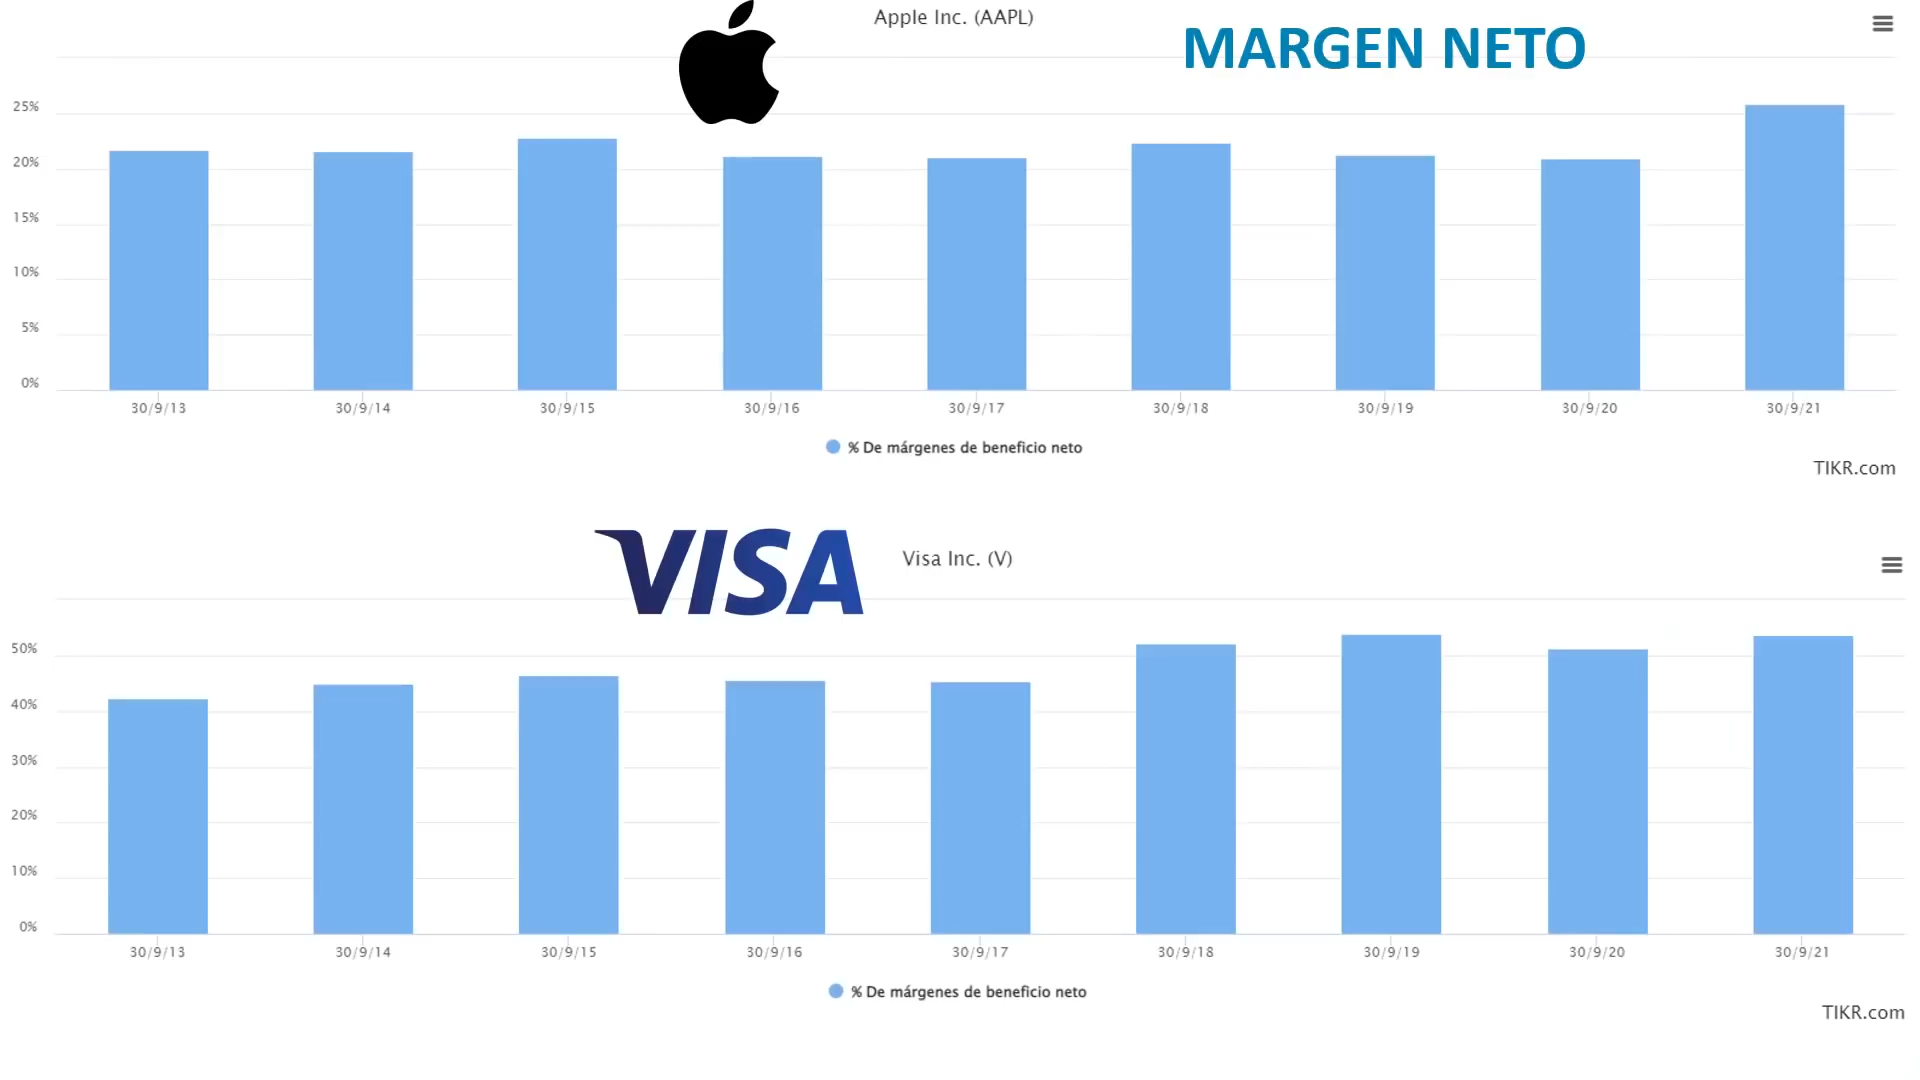 Apple Inc. (AAPL)
MARGEN NETO
25%
20%
15%
10%
5%
0%
30/9/13 30/9/14 30/9/15 30/9/16 30/9/17 30/9/18 30/9/19 30/9/20 30/9/21
% De márgenes de beneficio neto
TIKR.com
VISA
Visa Inc. (V)
50%
40%
30%
20%
10%
0%
30/9/13 30/9/14 30/9/15 30/9/16 30/9/17 30/9/18 30/9/19 30/9/20 30/9/21
% De márgenes de beneficio neto
TIKR.com